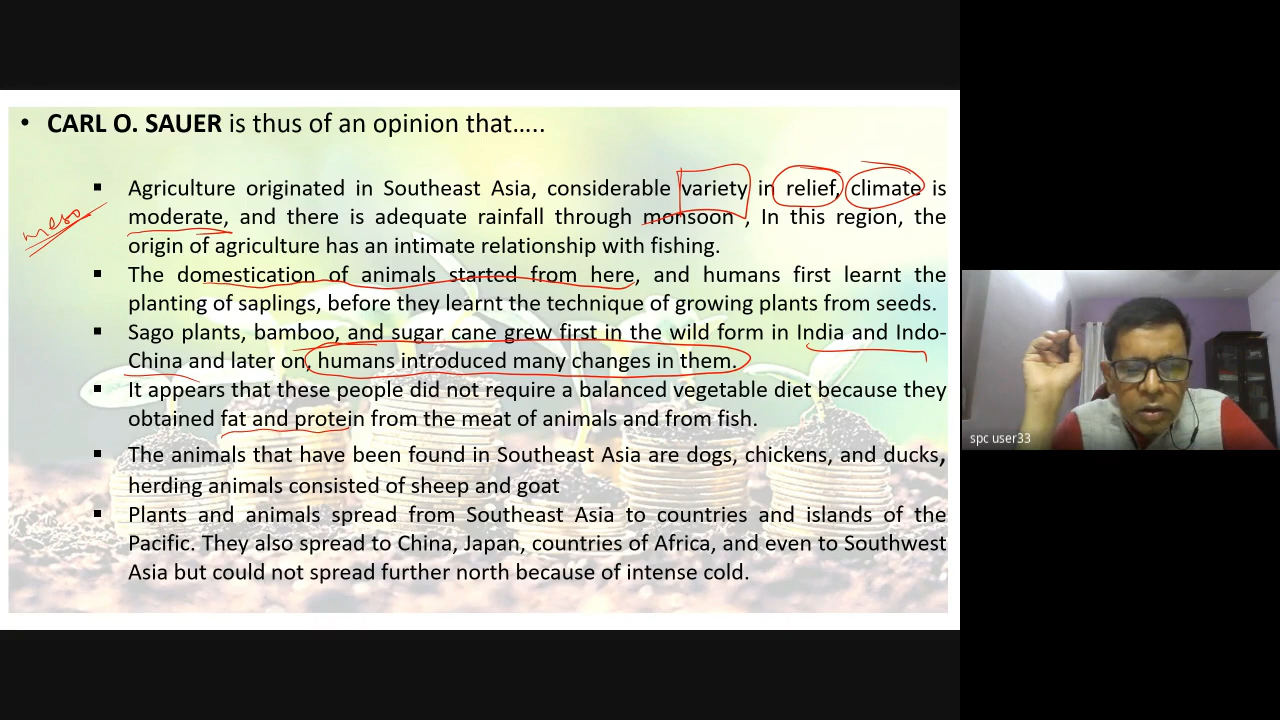 • CARL O. SAUER is thus of an opinion that…..
▪ Agriculture originated in Southeast Asia, considerable variety in relief, climate is
moderate, and there is adequate rainfall through monsoon , In this region, the
origin of agriculture has an intimate relationship with fishing.
meso
▪ The domestication of animals started from here, and humans first learnt the
planting of saplings, before they learnt the technique of growing plants from seeds.
▪ Sago plants, bamboo, and sugar cane grew first in the wild form in India and Indo-
China and later on, humans introduced many changes in them.
▪ It appears that these people did not require a balanced vegetable diet because they
obtained fat and protein from the meat of animals and from fish.
▪ The animals that have been found in Southeast Asia are dogs, chickens, and ducks,
herding animals consisted of sheep and goat
▪ Plants and animals spread from Southeast Asia to countries and islands of the
Pacific. They also spread to China, Japan, countries of Africa, and even to Southwest
Asia but could not spread further north because of intense cold.
spc user33